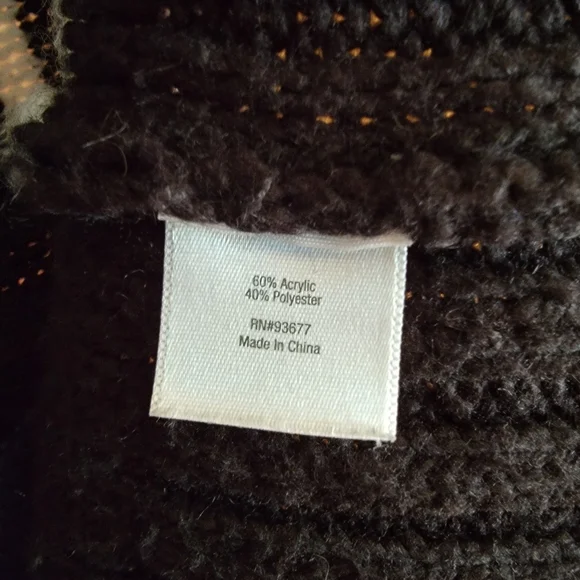 60% Acrylic
40% Polyester
RN#93677
Made In China